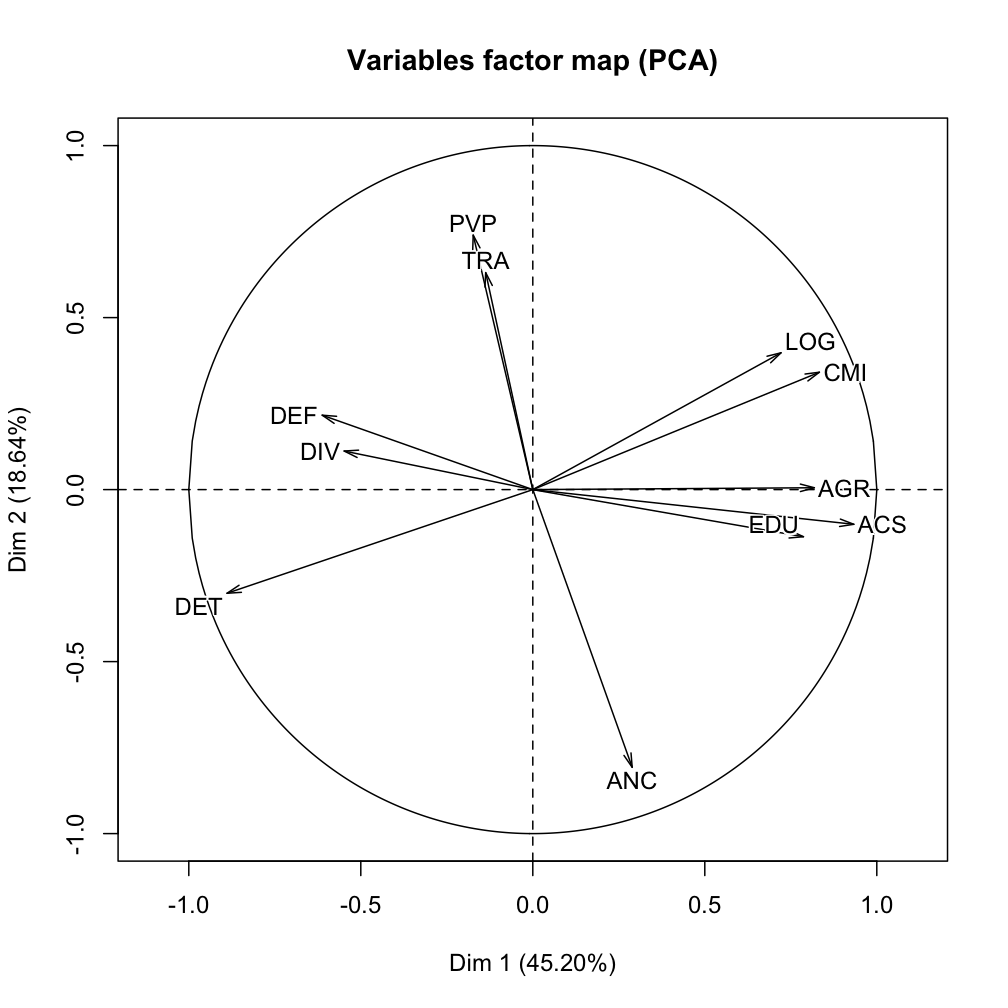 Variables factor map (PCA)
1.0
PVP
TRA
0.5
LOG
CMI
DEF
DIV
0.0
AGR
EDU
ACS
DET
-0.5
ANC
-1.0
Dim 2 (18.64%)
-1.0 -0.5 0.0 0.5 1.0
Dim 1 (45.20%)